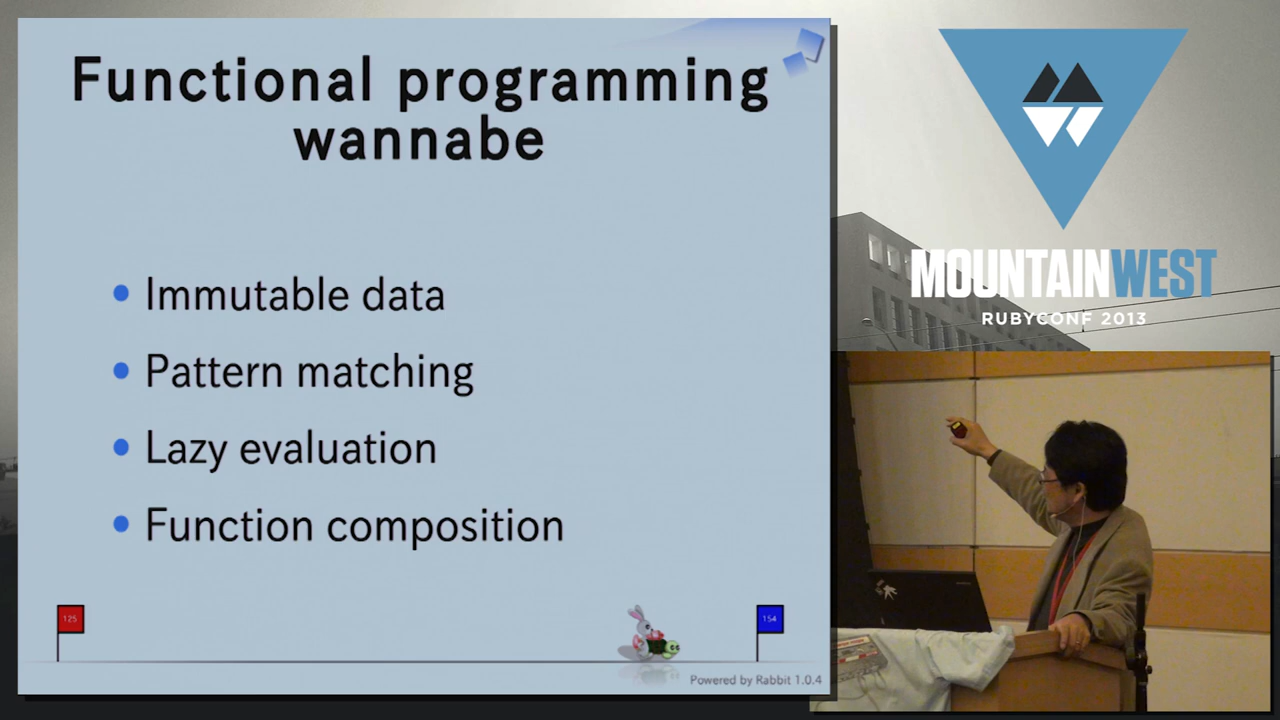 Functional programming
wannabe
Immutable data
Pattern matching
Lazy evaluation
Function composition
125
154
Powered by Rabbit 1.0.4
MOUNTAINWEST
RUBYCONF 2013